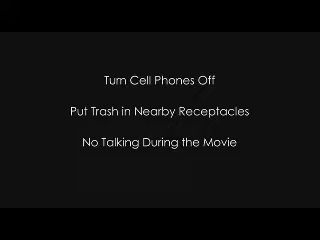 Turn Cell Phones Off
Put Trash in Nearby Receptacles
No Talking During the Movie